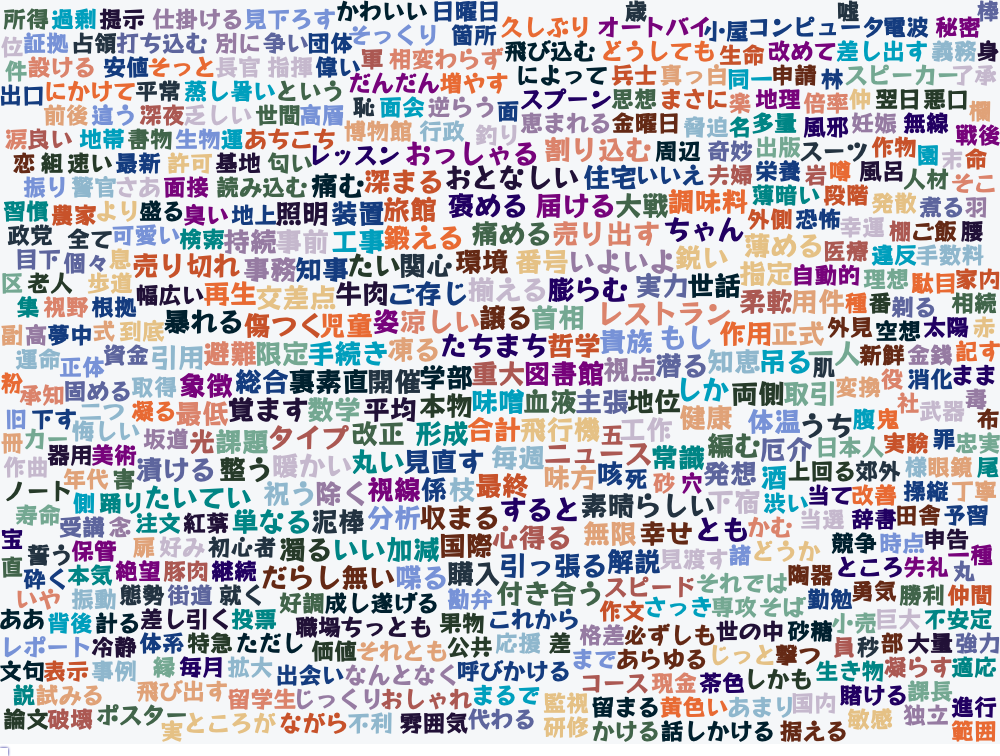 所得 過剰 提示 仕掛ける 見下ろす かわいい 日曜日 久しぶり オートバイ 歳 小屋 コンピュータ 嘘 電波 秘密 棒
位 証拠 占領 打ち込む 別に 争い 団体 そっくり 箇所 飛び込む どうしても 生命 改めて 差し出す 義務 身
件 設ける 安値 そっと 長官 指揮 偉い 軍 相変わらず によって 兵士 真っ白 同一 申請 林 スピーカー 了承
出口 にかけて 平常 蒸し暑い という だんだん 増やす スプーン 思想 まさに 楽 地理 倍率 仲 翌日 悪口 欄
前後 違う 深夜 乏しい 世間 高層 恥 面会 逆らう 面 恵まれる 金曜日 脅迫 名 多量 風邪 妊娠 無線 戦後
涙 良い 地帯 書物 生物 運 あちこち 博物館 行政 釣り 割り込む 周辺 奇妙 出版 スーツ 作物 園 未 命
恋 組 速い 最新 許可 基地 匂い レッスン おっしゃる 夫婦 栄養 岩 噂 風呂 人材 そこ
振り 警官 さあ 面接 読み込む 痛む 深まる おとなしい 住宅 いいえ 薄暗い 段階 発散 煮る 羽
習慣 農家 より 盛る 臭い 地上 照明 装置 旅館 褒める 届ける 大戦 調味料 外側 恐怖 幸運 棚 ご飯 腰
政党 全て 可愛い 検索 持続 事前 工事 鍛える 痛める 売り出す ちゃん 薄める 医療 違反 手数料
目下 個々 息 売り切れ 事務 知事 たい 関心 環境 番号 いよいよ 鋭い 指定 自動的 理想 駄目 家内
区 老人 歩道 幅広い 再生 交差点 牛肉 ご存じ 揃える 膨らむ 実力 世話 柔軟 用件 種 番 剃る 相続
集 視野 根拠 暴れる 傷つく 児童 姿 涼しい 譲る 首相 レストラン 外見 空想 太陽 赤
副 高 夢中 式 到底 貴族 もし 作用 正式
運命 正体 資金 引用 避難 限定 手続き 凍る たちまち 哲学 視点 潜る 知恵 吊る 肌 一人 新鮮 金銭 記す
粉 承知 固める 取得 象徴 総合 裏 素直 開催 学部 重大 図書館 しか 両側 取引 変換 役 消化 まま
旧 下す 二つ 凝る 最低 覚ます 数学 平均 本物 味噌 血液 主張 地位 健康 体温 うち 腹 鬼 社 武器 毒 布
冊 カー 悔しい 坂道 光 課題 タイプ 改正 形成 合計 飛行機 五 工作 編む 厄介 日本人 実験 罪 忠実
作曲 器用 美術 漬ける 整う 暖かい 丸い 見直す 毎週 ニュース 常識 発想 酒 上回る 郊外 様 眼鏡 尾
ノート 年代 害 側 踊り たいてい 祝う 除く 視線 係 枝 最終 味方 咳 死 砂 穴 下宿 渋い 当て 改善 操縦 丁寧
寿命 受講 念 注文 紅葉 単なる 泥棒 分析 収まる すると 素晴らしい 当選 辞書 田舎 予習
宝 誓う 保管 扉 好み 初心者 濁る いい加減 国際 心得る 無限 幸せ とも かむ 競争 時点 申告 一種
直 砕く 本気 絶望 豚肉 継続 だらし無い 喋る 購入 引っ張る 解説 見渡す 諸 どうか 陶器 ところ 失礼 丸
いや 振動 態勢 街道 就く 好調 成し遂げる 勘弁 付き合う スピード それでは 勤勉 勇気 勝利 仲間
ああ 背後 計る 差し引く 投票 職場 ちっとも 果物 これから 作文 さっき 専攻 そば 小売 巨大 不安定
レポート 冷静 体系 特急 ただし 価値 それとも 公共 応援 差 格差 必ずしも 世の中 砂糖 員 秒 部 大量 強力
文句 表示 事例 縁 毎月 拡大 出会い なんとなく 呼びかける まで あらゆる じっと 撃つ 生き物 凝らす 適応
説 試みる 飛び出す 留学生 じっくり おしゃれ まるで コース 現金 茶色 しかも 賭ける 課長
論文 破壊 ポスター 実 ところが ながら 不利 雰囲気 代わる 監視 留まる 黄色い あまり 国内 敏感 独立 進行
研修 かける 話しかける 据える 範囲